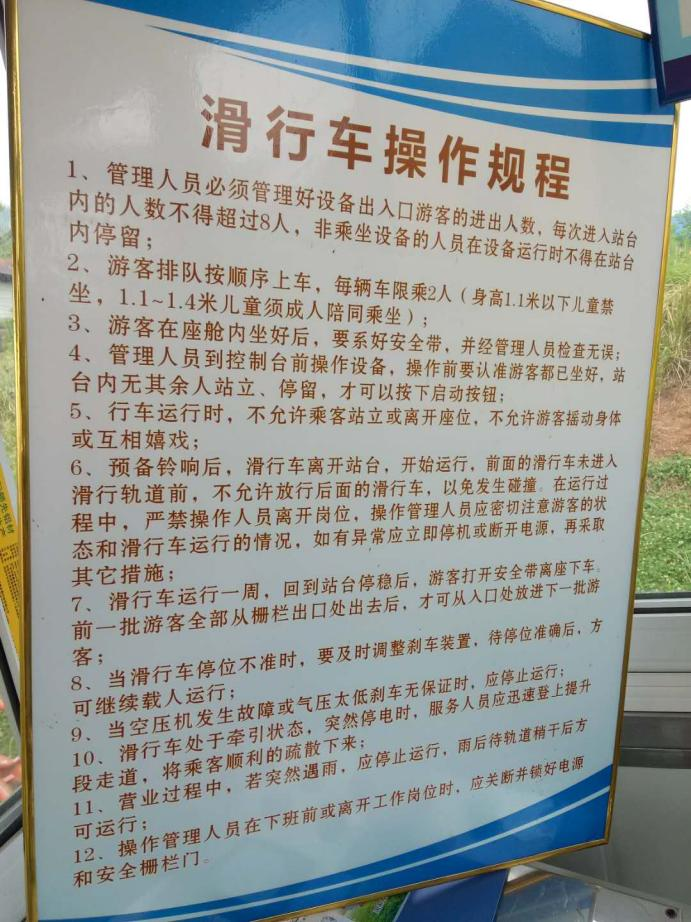 滑行车操作规程
1、管理人员必须管理好设备出入口游客的进出人数，每次进入站台
内的人数不得超过8人，非乘坐设备的人员在设备运行时不得在站台
内停留；
2、游客排队按顺序上车，每辆车限乘2人（身高1.1米以下儿童禁
坐，1.1~1.4米儿童须成人陪同乘坐）；
3、游客在座舱内坐好后，要系好安全带，并经管理人员检查无误；
4、管理人员到控制台前操作设备，操作前要认准游客都已坐好，站
台内无其余人站立、停留，才可以按下启动按钮；
5、行车运行时，不允许乘客站立或离开座位，不允许游客摇动身体
或互相嬉戏；
6、预备铃响后，滑行车离开站台，开始运行，前面的滑行车未进入
滑行轨道前，不允许放行后面的滑行车，以免发生碰撞。在运行过
程中，严禁操作人员离开岗位，操作管理人员应密切注意游客的状
态和滑行车运行的情况，如有异常应立即停机或断开电源，再采取
其它措施；
7、滑行车运行一周，回到站台停稳后，游客打开安全带离座下车。
前一批游客全部从栅栏出口处出去后，才可从入口处放进下一批游
客；
8、当滑行车停位不准时，要及时调整刹车装置，待停位准确后，方
可继续载人运行；
9、当空压机发生故障或气压太低刹车无保证时，应停止运行；
10、滑行车处于牵引状态，突然停电时，服务人员应迅速登上提升
段走道，将乘客顺利的疏散下来；
11、营业过程中，若突然遇雨，应停止运行，雨后待轨道稍干后方
可运行；
12、操作管理人员在下班前或离开工作岗位时，应关断并锁好电源
和安全栅栏门。